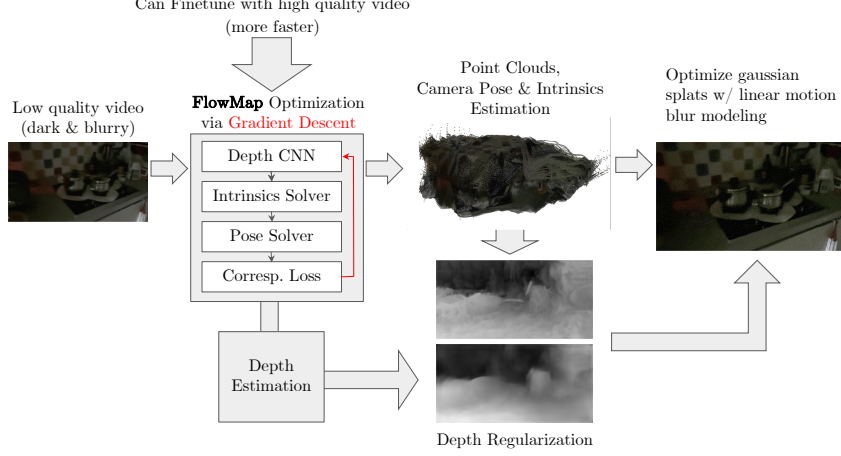 Can Finetune with high quality video
(more faster)
Low quality video
(dark & blurry)
FlowMap Optimization
via Gradient Descent
Depth CNN
Intrinsics Solver
Pose Solver
Corresp. Loss
Depth
Estimation
Point Clouds,
Camera Pose & Intrinsics
Estimation
Depth Regularization
Optimize gaussian
splats w/ linear motion
blur modeling